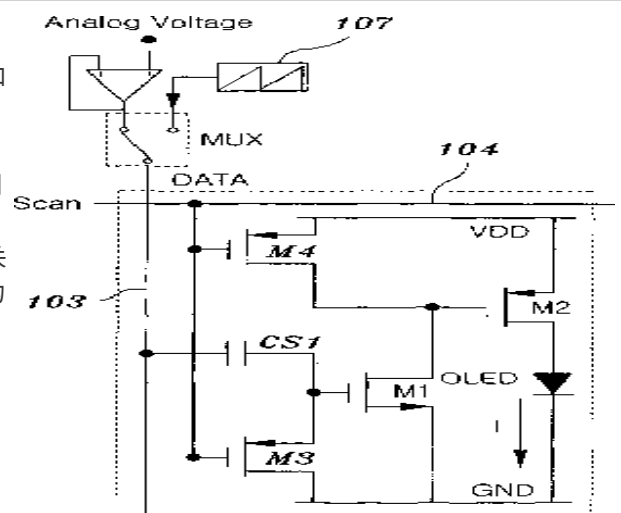 Analog Voltage
107
MUX
DATA
104
Scan
VDD
M4
M2
103
CS1
M1
OLED
I
M3
GND